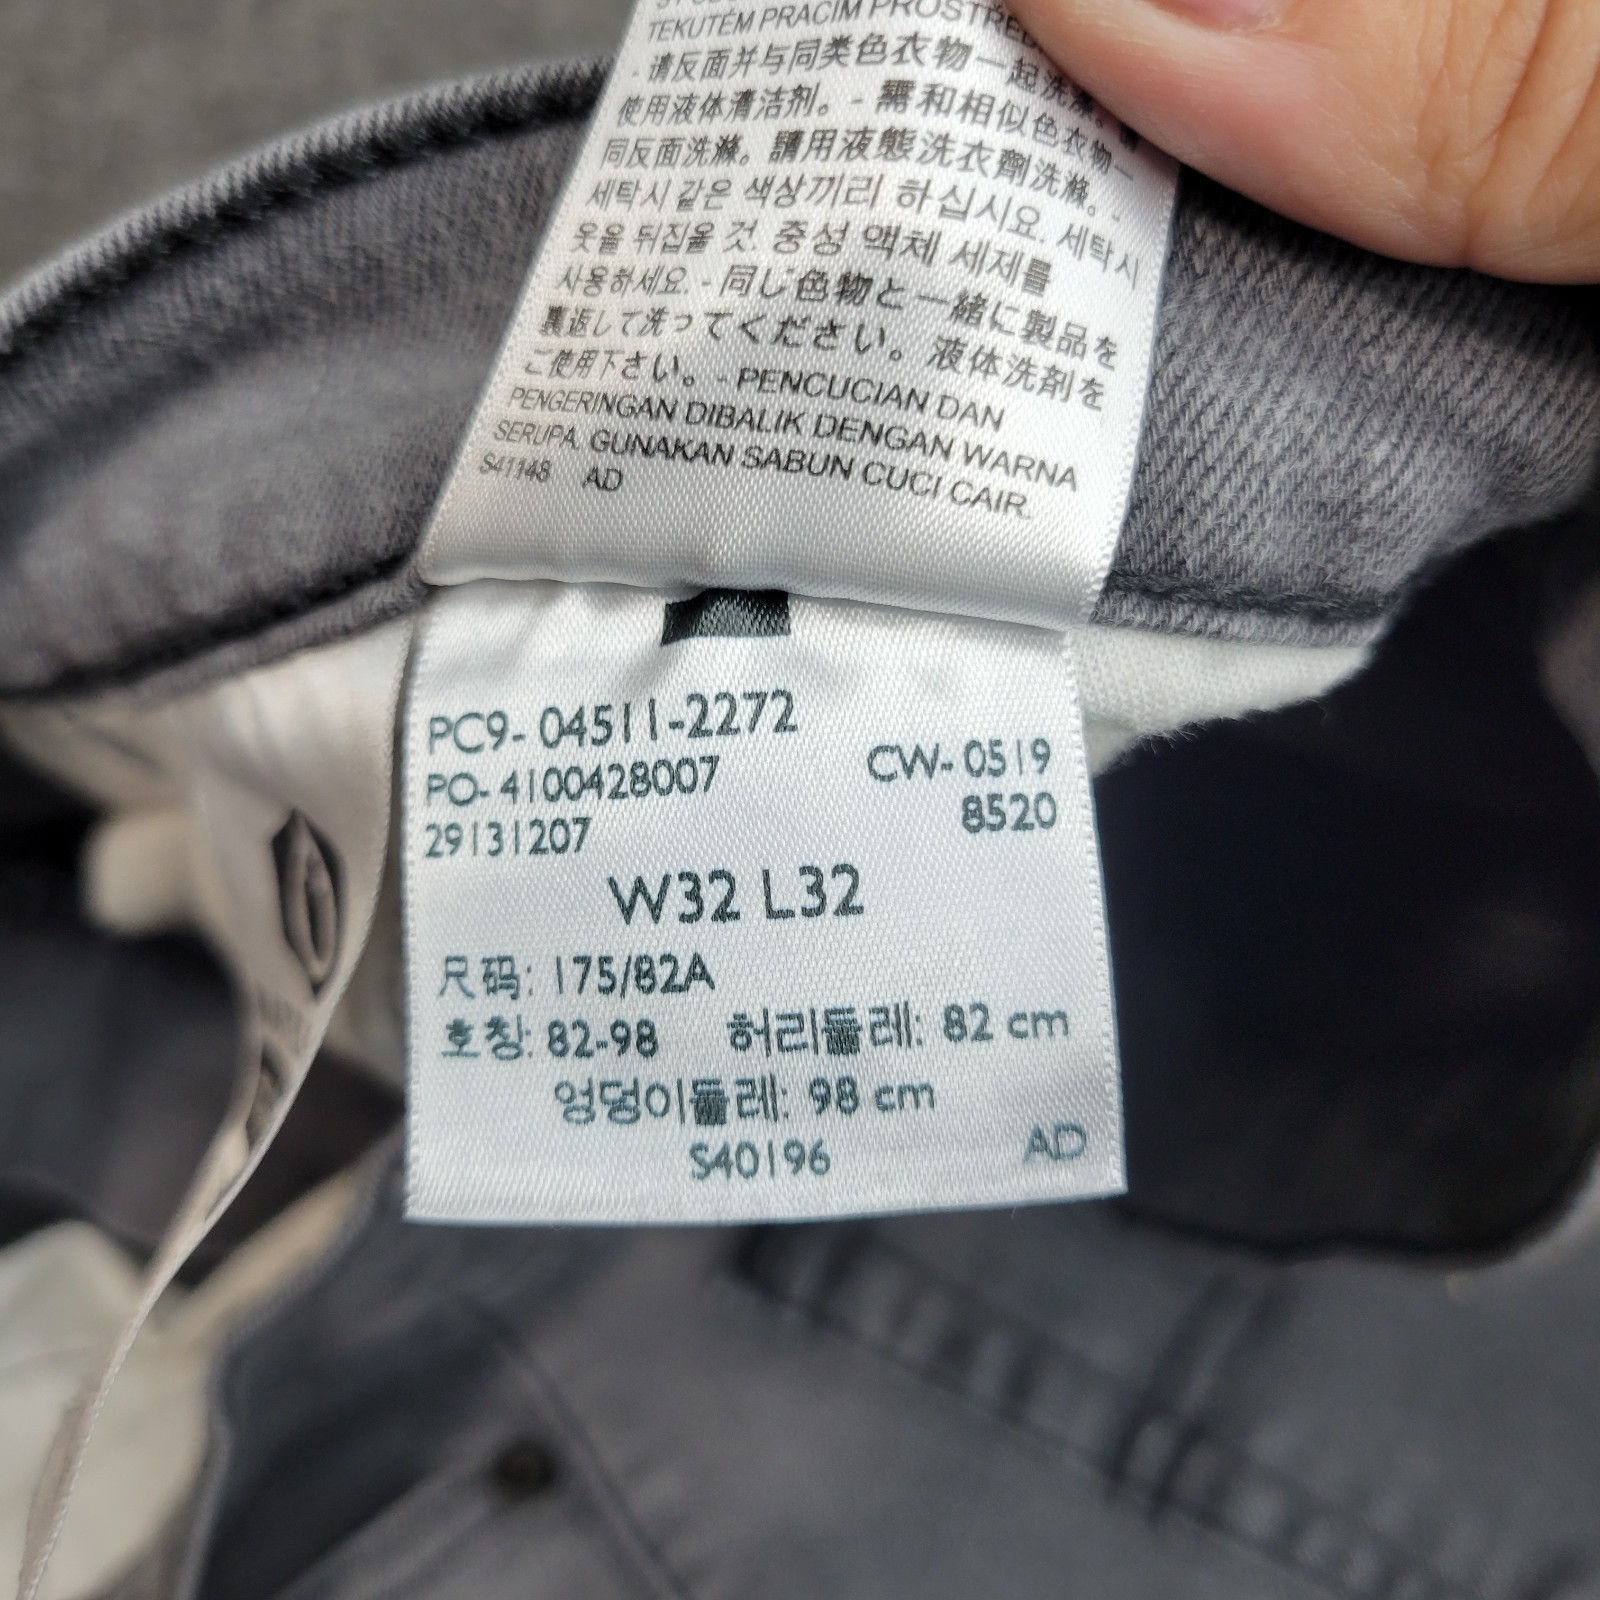 TEKUTÉM PRACÍM
- 请反面并与同类色衣物一起洗涤。
使用液体清洁剂。- 需和相似色衣物一
同反面洗滌。請用液態洗衣劑洗滌。-
세탁시 같은 색상끼리 하십시요. 세탁시
옷을 뒤집을 것. 중성 액체 세제를
사용하세요. - 同じ色物と一緒に製品を
裏返して洗ってください。液体洗剤を
ご使用下さい。- PENCUCIAN DAN
PENGERINGAN DIBALIK DENGAN WARNA
SERUPA. GUNAKAN SABUN CUCI CAIR.
S41148 AD
PC9- 04511-2272
PO- 4100428007 CW- 0519
29131207 8520
W32 L32
尺码: 175/82A
호칭: 82-98 허리둘레: 82 cm
엉덩이둘레: 98 cm
S40196 AD